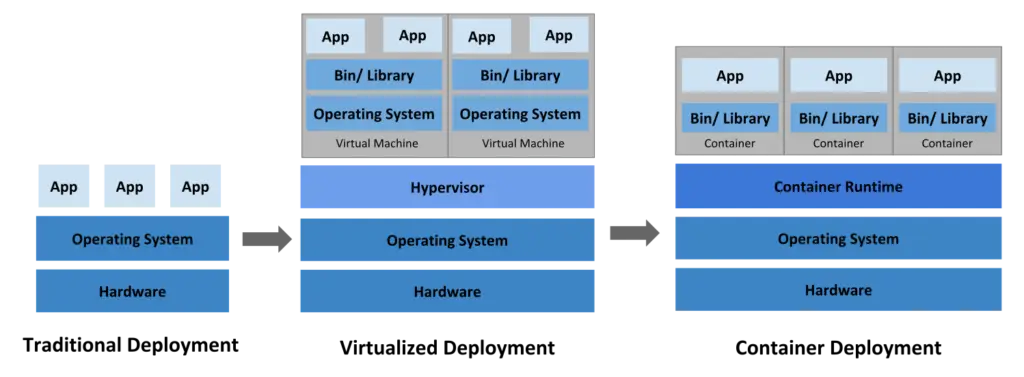 App
App
App
Operating System
Hardware
Traditional Deployment
App
App
App
App
Bin/ Library
Bin/ Library
Operating System
Operating System
Virtual Machine
Virtual Machine
Hypervisor
Operating System
Hardware
Virtualized Deployment
App
App
App
Bin/ Library
Bin/ Library
Bin/ Library
Container
Container
Container
Container Runtime
Operating System
Hardware
Container Deployment